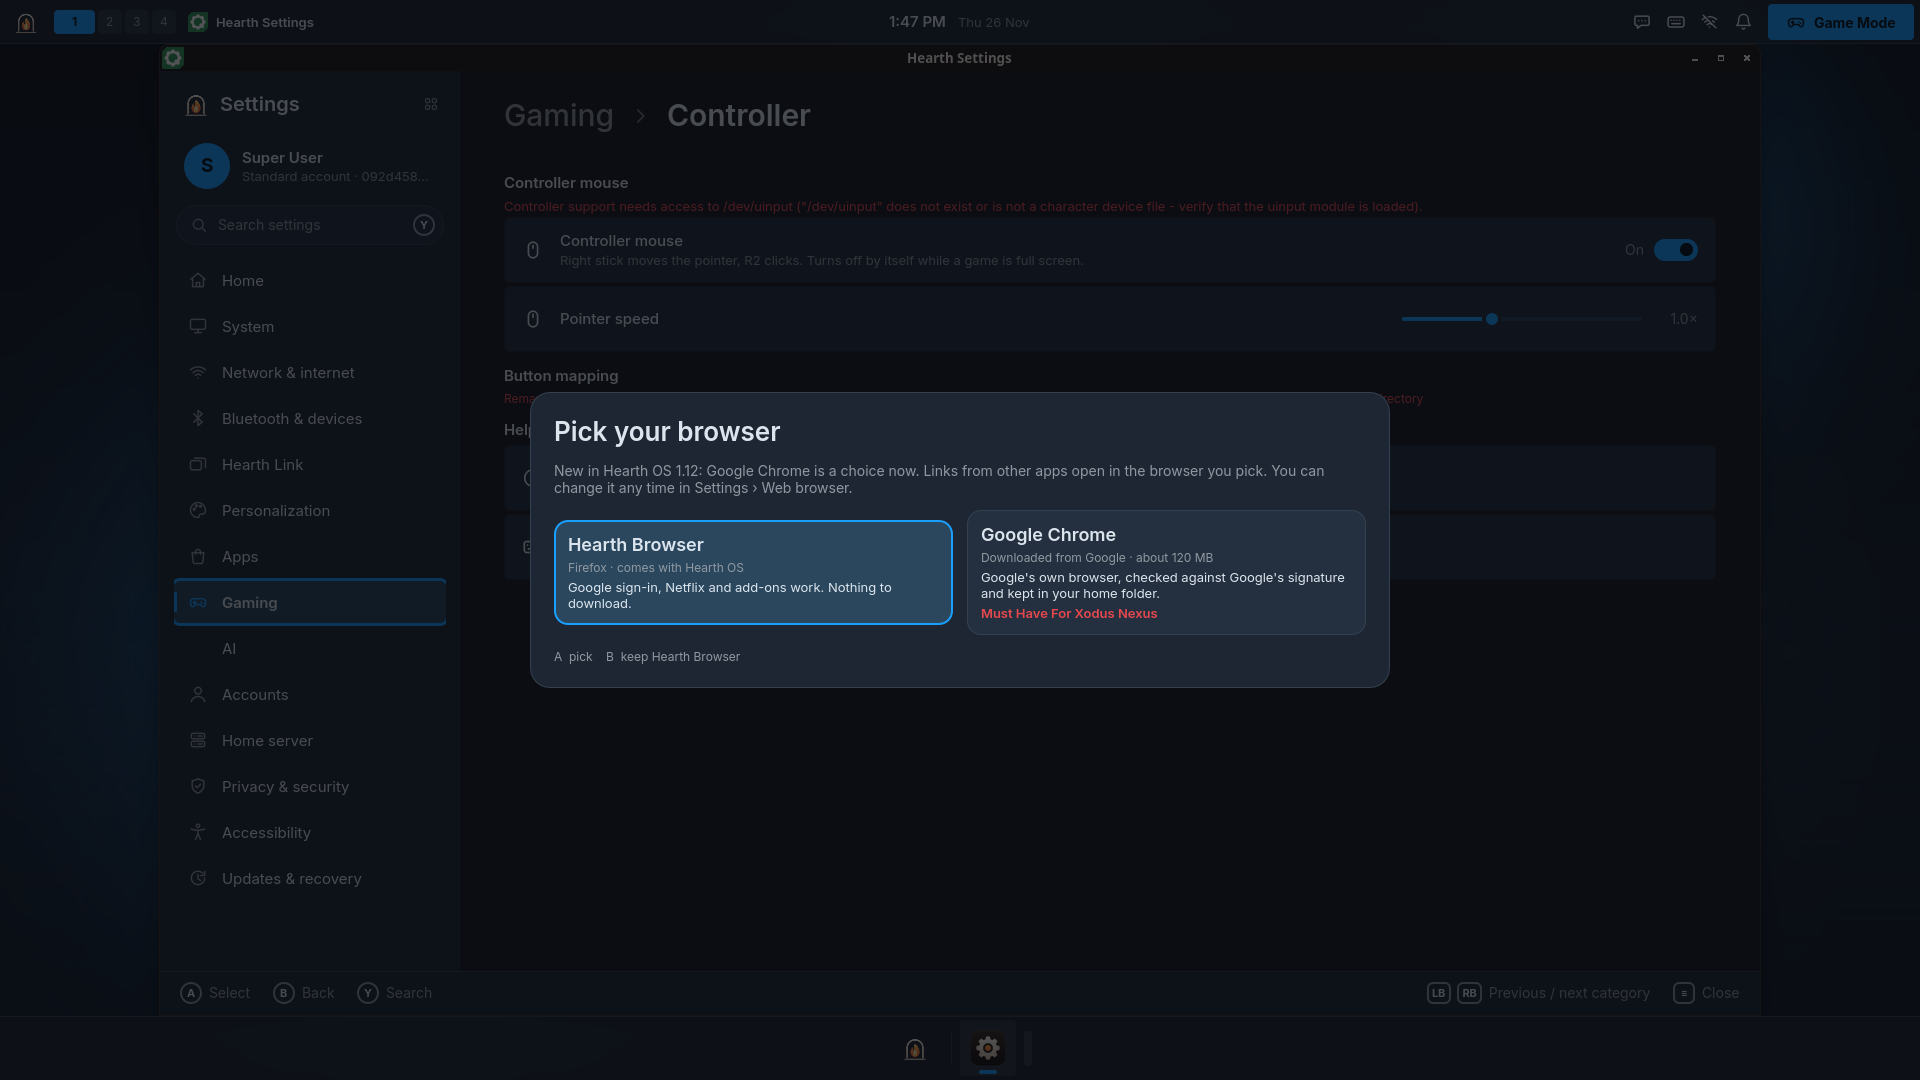 1 2 3 4 Hearth Settings
1:47 PM Thu 26 Nov
Game Mode
Hearth Settings
Settings
S
Super User
Standard account · 092d458...
Search settings Y
Home
System
Network & internet
Bluetooth & devices
Hearth Link
Personalization
Apps
Gaming
AI
Accounts
Home server
Privacy & security
Accessibility
Updates & recovery
Gaming > Controller
Controller mouse
Controller support needs access to /dev/uinput ("/dev/uinput" does not exist or is not a character device file - verify that the uinput module is loaded).
Controller mouse
Right stick moves the pointer, R2 clicks. Turns off by itself while a game is full screen.
On
Pointer speed
1.0×
Button mapping
Pick your browser
New in Hearth OS 1.12: Google Chrome is a choice now. Links from other apps open in the browser you pick. You can
change it any time in Settings › Web browser.
Hearth Browser
Firefox · comes with Hearth OS
Google sign-in, Netflix and add-ons work. Nothing to
download.
Google Chrome
Downloaded from Google · about 120 MB
Google's own browser, checked against Google's signature
and kept in your home folder.
Must Have For Xodus Nexus
A pick B keep Hearth Browser
A Select B Back Y Search
LB RB Previous / next category ≡ Close